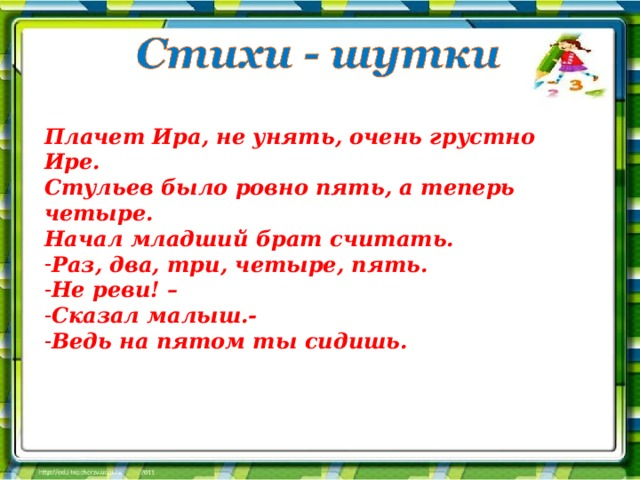 Стихи - шутки
Плачет Ира, не унять, очень грустно
Ире.
Стульев было ровно пять, а теперь
четыре.
Начал младший брат считать.
-Раз, два, три, четыре, пять.
-Не реви! –
-Сказал малыш.-
-Ведь на пятом ты сидишь.
2011